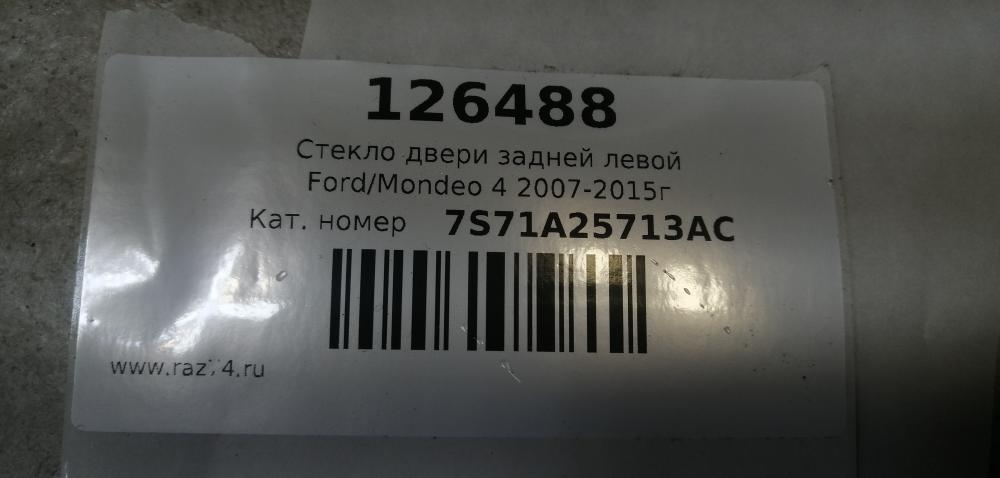 126488
Стекло двери задней левой
Ford/Mondeo 4 2007-2015г
Кат. номер 7S71A25713AC